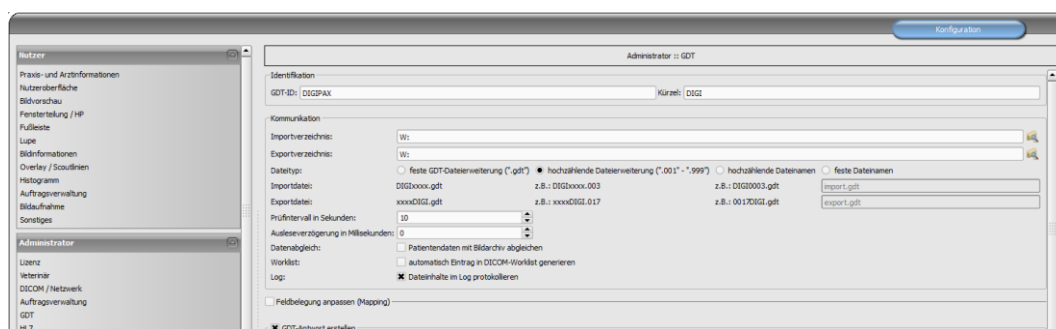 Konfiguration
Nutzer
Praxis- und Arztinformationen
Nutzeroberfläche
Bildvorschau
Fensterteilung / HP
Fußleiste
Lupe
Bildinformationen
Overlay / Scoutlinien
Histogramm
Auftragsverwaltung
Bildaufnahme
Sonstiges
Administrator
Lizenz
Veterinär
DICOM / Netzwerk
Auftragsverwaltung
GDT
HL7
Administrator :: GDT
Identifikation
GDT-ID: DIGIPAX Kürzel: DIGI
Kommunikation
Importverzeichnis: W:
Exportverzeichnis: W:
Dateityp: feste GDT-Dateierweiterung (".gdt") hochzählende Dateierweiterung (".001" - ".999") hochzählende Dateinamen feste Dateinamen
Importdatei: DIGIxxxx.gdt z.B.: DIGIxxxx.003 z.B.: DIGI0003.gdt import.gdt
Exportdatei: xxxxDIGI.gdt z.B.: xxxxDIGI.017 z.B.: 0017DIGI.gdt export.gdt
Prüfintervall in Sekunden: 10
Ausleseverzögerung in Millisekunden: 0
Datenabgleich: Patientendaten mit Bildarchiv abgleichen
Worklist: automatisch Eintrag in DICOM-Worklist generieren
Log: Dateiinhalte im Log protokollieren
Feldbelegung anpassen (Mapping)
GDT-Antwort erstellen